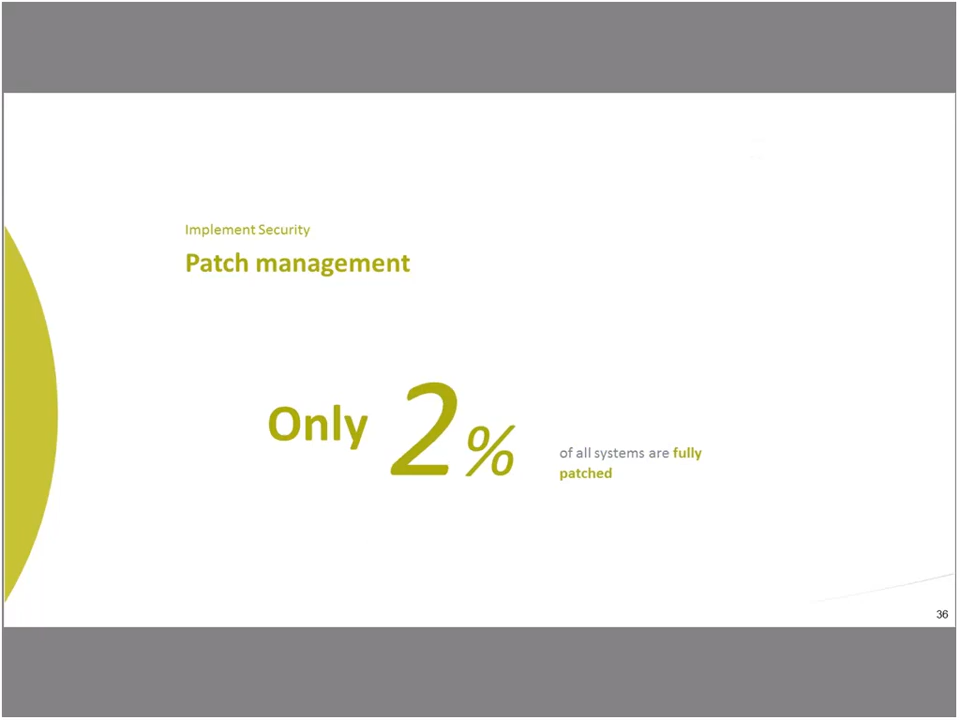 Implement Security
Patch management
Only 2% of all systems are fully
patched
36